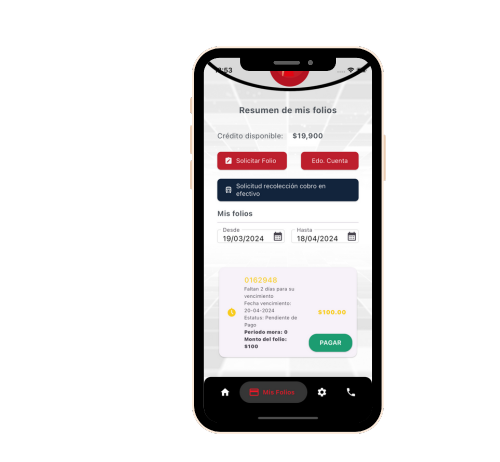 Resumen de mis folios
Crédito disponible: $19,900
Solicitar Folio
Edo. Cuenta
Solicitud recolección cobro en
efectivo
Mis folios
Desde
19/03/2024
Hasta
18/04/2024
0162948
Faltan 2 días para su
vencimiento
Fecha vencimiento:
20-04-2024
Estatus: Pendiente de
Pago
Periodo mora: 0
Monto del folio:
$100
$100.00
PAGAR
Mis Folios